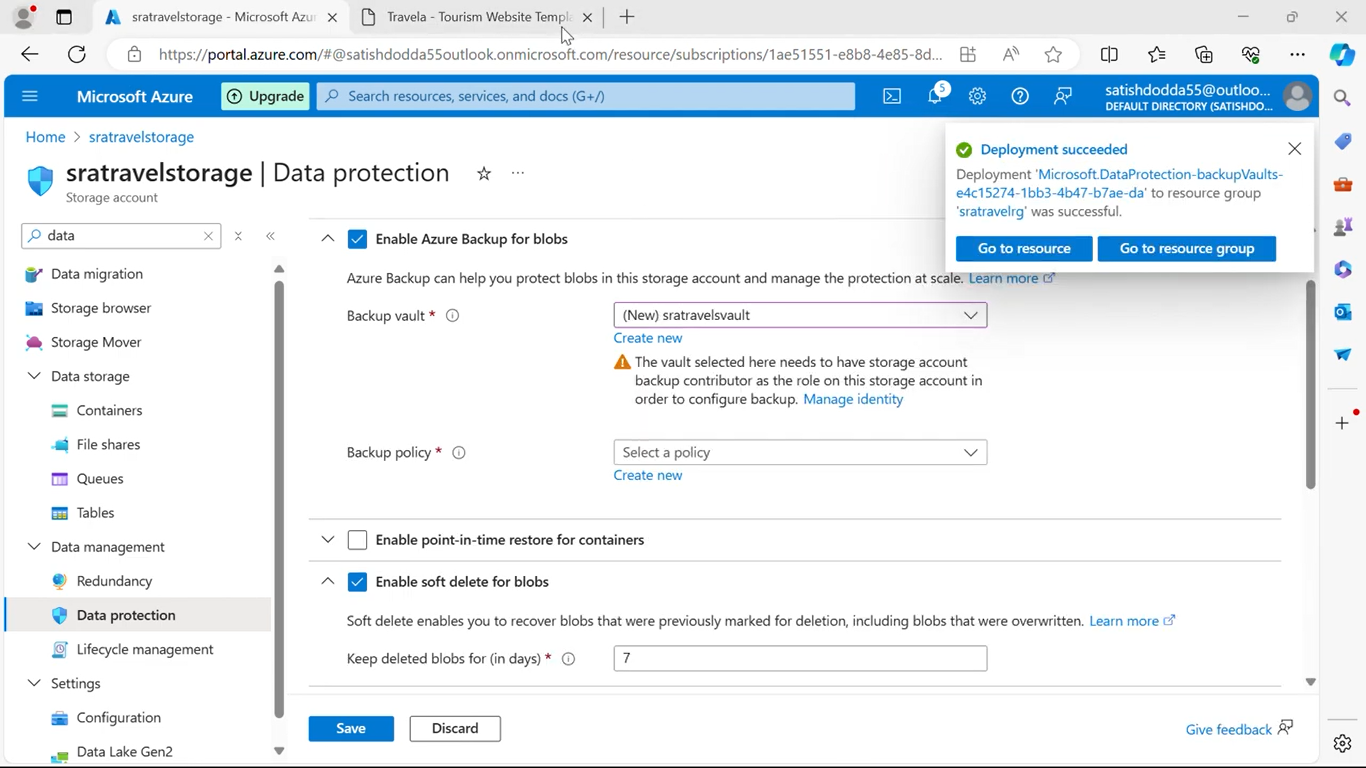 sratravelstorage - Microsoft Azu
Travela - Tourism Website Templ
https://portal.azure.com/#@satishdodda55outlook.onmicrosoft.com/resource/subscriptions/1ae51551-e8b8-4e85-8d...
Microsoft Azure
Upgrade
Search resources, services, and docs (G+/)
5
satishdodda55@outloo...
DEFAULT DIRECTORY (SATISHDO...
Home > sratravelstorage
sratravelstorage | Data protection
Storage account
Deployment succeeded
Deployment 'Microsoft.DataProtection-backupVaults-
e4c15274-1bb3-4b47-b7ae-da' to resource group
'sratravelrg' was successful.
Go to resource
Go to resource group
data
Data migration
Storage browser
Storage Mover
Data storage
Containers
File shares
Queues
Tables
Data management
Redundancy
Data protection
Lifecycle management
Settings
Configuration
Data Lake Gen2
Enable Azure Backup for blobs
Azure Backup can help you protect blobs in this storage account and manage the protection at scale. Learn more
Backup vault *
(New) sratravelsvault
Create new
The vault selected here needs to have storage account
backup contributor as the role on this storage account in
order to configure backup. Manage identity
Backup policy *
Select a policy
Create new
Enable point-in-time restore for containers
Enable soft delete for blobs
Soft delete enables you to recover blobs that were previously marked for deletion, including blobs that were overwritten. Learn more
Keep deleted blobs for (in days) *
7
Save
Discard
Give feedback